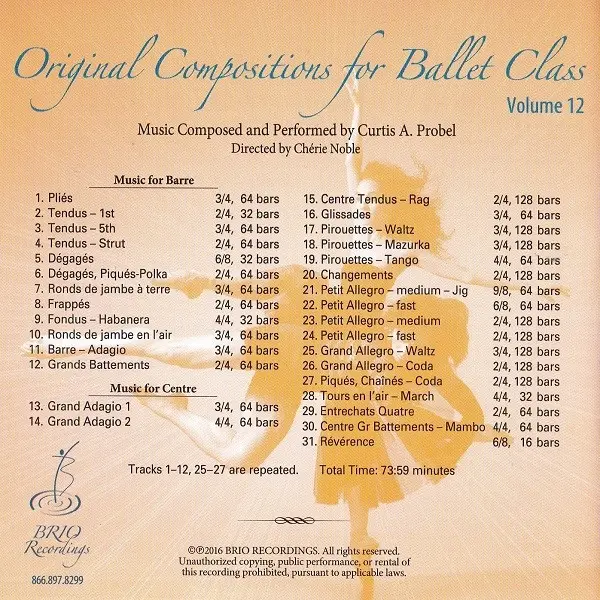 Original Compositions for Ballet Class
Volume 12
Music Composed and Performed by Curtis A. Probel
Directed by Chérie Noble
Music for Barre
1. Pliés 3/4, 64 bars
2. Tendus – 1st 2/4, 32 bars
3. Tendus – 5th 3/4, 64 bars
4. Tendus – Strut 2/4, 64 bars
5. Dégagés 6/8, 32 bars
6. Dégagés, Piqués-Polka 2/4, 64 bars
7. Ronds de jambe à terre 3/4, 64 bars
8. Frappés 2/4, 64 bars
9. Fondus – Habanera 4/4, 32 bars
10. Ronds de jambe en l'air 3/4, 64 bars
11. Barre – Adagio 3/4, 64 bars
12. Grands Battements 2/4, 64 bars
Music for Centre
13. Grand Adagio 1 3/4, 64 bars
14. Grand Adagio 2 4/4, 64 bars
15. Centre Tendus – Rag 2/4, 128 bars
16. Glissades 3/4, 64 bars
17. Pirouettes – Waltz 3/4, 128 bars
18. Pirouettes – Mazurka 3/4, 128 bars
19. Pirouettes – Tango 4/4, 64 bars
20. Changements 2/4, 128 bars
21. Petit Allegro – medium – Jig 9/8, 64 bars
22. Petit Allegro – fast 6/8, 64 bars
23. Petit Allegro – medium 2/4, 128 bars
24. Petit Allegro – fast 2/4, 128 bars
25. Grand Allegro – Waltz 3/4, 128 bars
26. Grand Allegro – Coda 2/4, 128 bars
27. Piqués, Chaînés – Coda 2/4, 128 bars
28. Tours en l'air – March 4/4, 32 bars
29. Entrechats Quatre 2/4, 64 bars
30. Centre Gr Battements – Mambo 4/4, 64 bars
31. Révérence 6/8, 16 bars
Tracks 1–12, 25–27 are repeated. Total Time: 73:59 minutes
BRIO
Recordings
866.897.8299
©℗2016 BRIO RECORDINGS. All rights reserved.
Unauthorized copying, public performance, or rental of
this recording prohibited, pursuant to applicable laws.